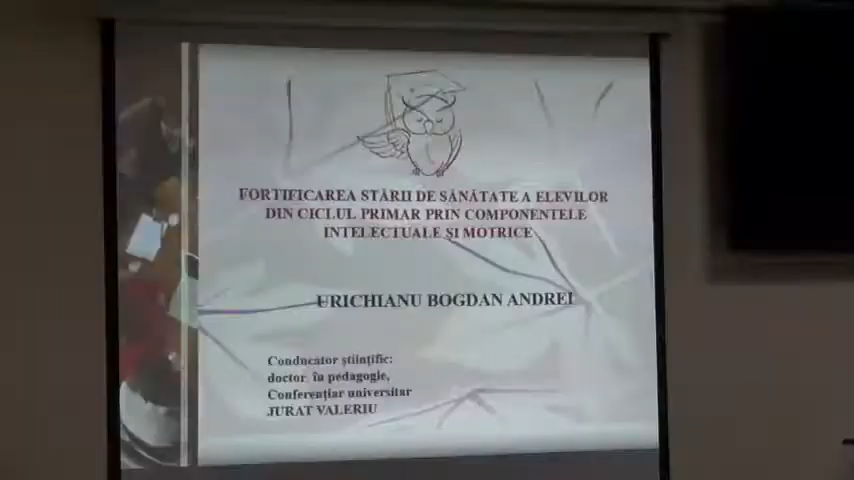 FORTIFICAREA STĂRII DE SĂNĂTATE A ELEVILOR
DIN CICLUL PRIMAR PRIN COMPONENTELE
INTELECTUALE ȘI MOTRICE
URICHIANU BOGDAN ANDREI
Conducător științific:
doctor în pedagogie,
Conferențiar universitar
JURAT VALERIU